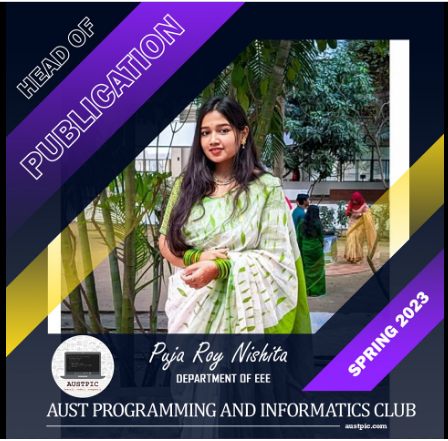 HEAD OF
PUBLICATION
Puja Roy Nishita
DEPARTMENT OF EEE
SPRING 2023
AUSTPIC
AUST PROGRAMMING AND INFORMATICS CLUB
austpic.com